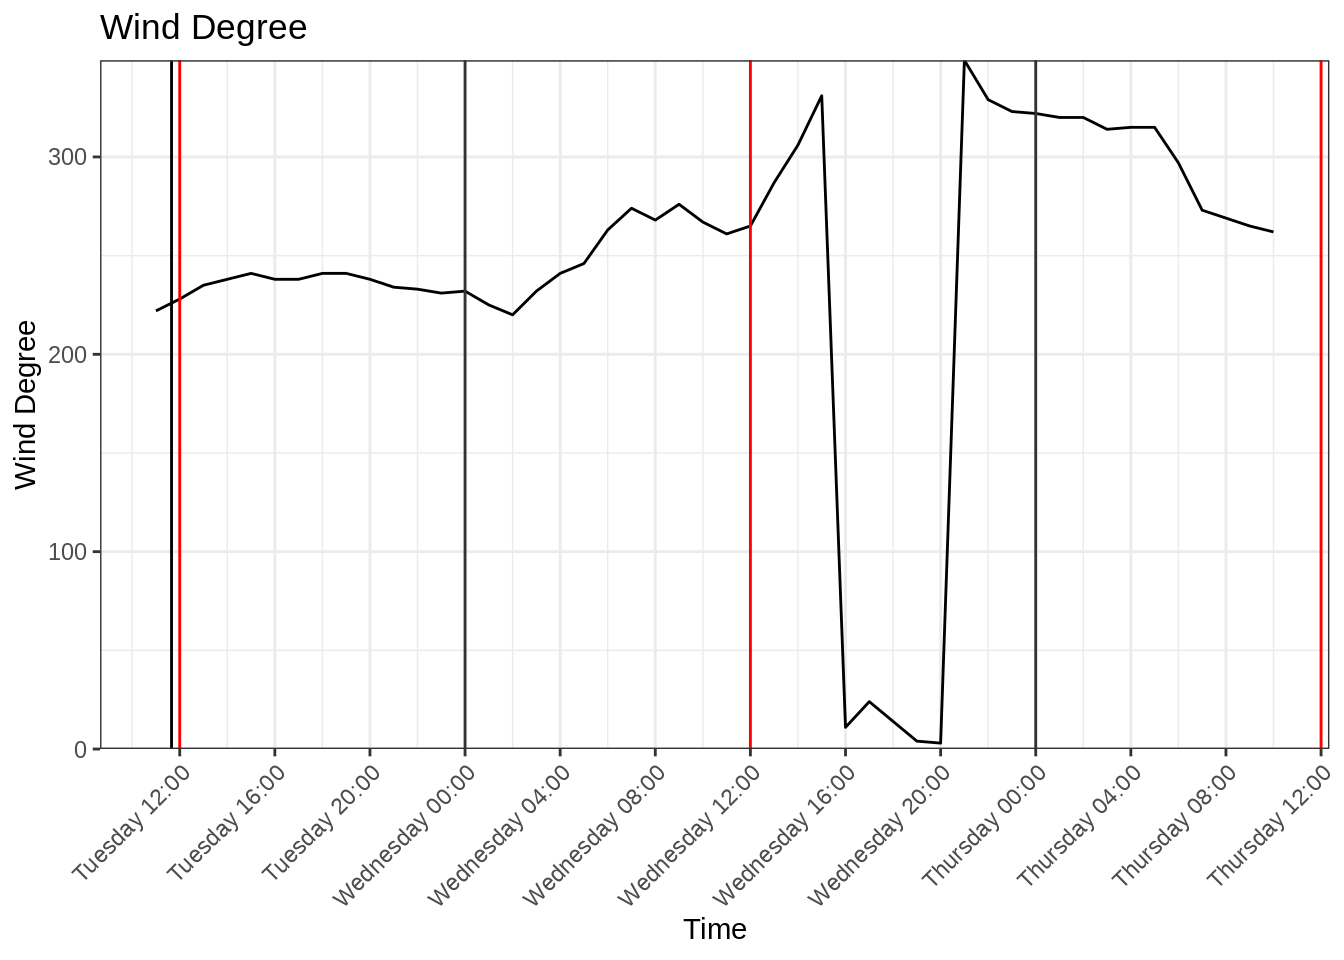 Wind Degree
Wind Degree
300
200
100
0
Tuesday 12:00
Tuesday 16:00
Tuesday 20:00
Wednesday 00:00
Wednesday 04:00
Wednesday 08:00
Wednesday 12:00
Wednesday 16:00
Wednesday 20:00
Thursday 00:00
Thursday 04:00
Thursday 08:00
Thursday 12:00
Time